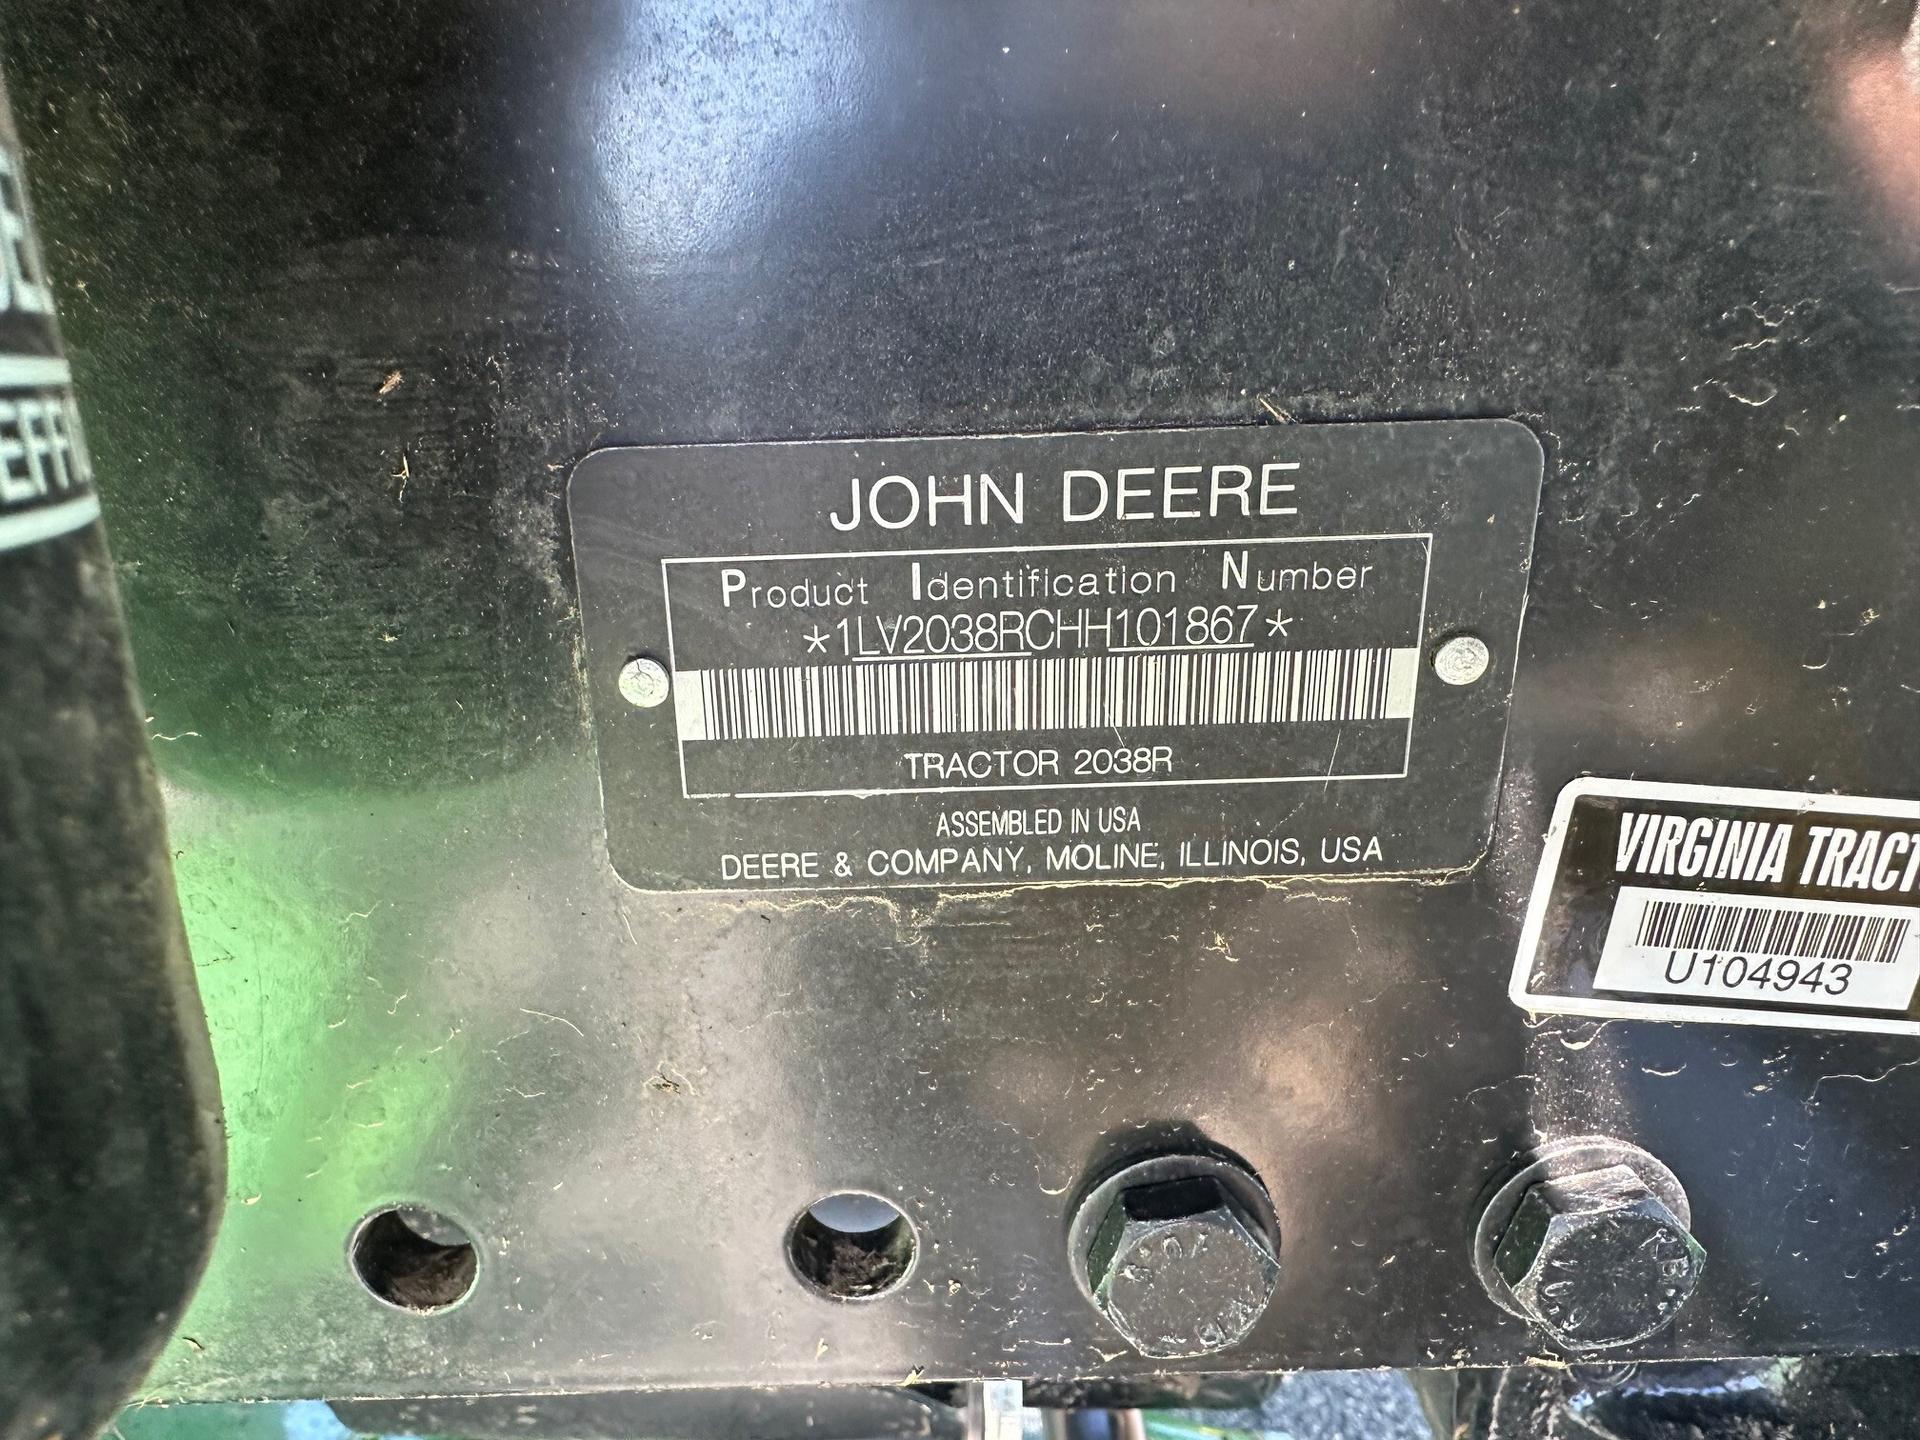 JOHN DEERE
Product Identification Number
*1LV2038RCHH101867*
TRACTOR 2038R
ASSEMBLED IN USA
DEERE & COMPANY, MOLINE, ILLINOIS, USA
VIRGINIA TRACT
U104943
EFFI